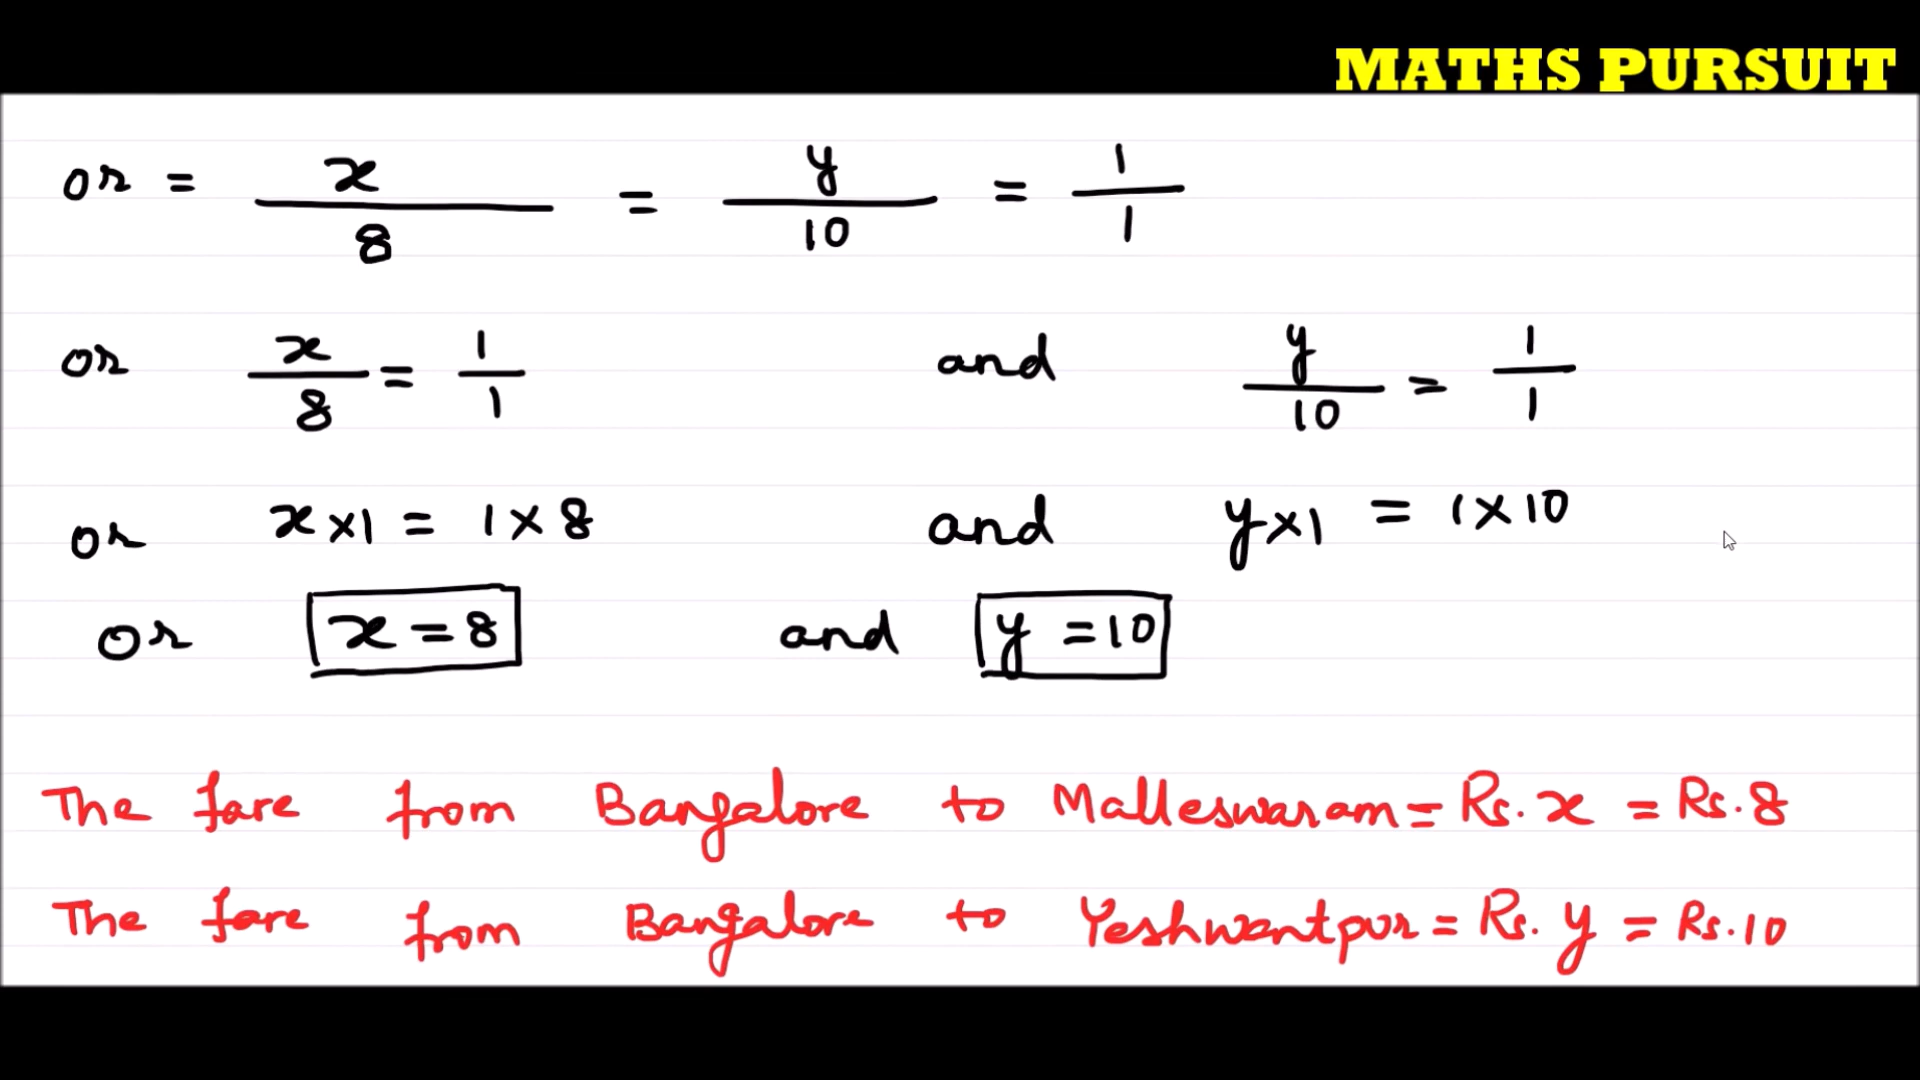 MATHS PURSUIT
or = x/8 = y/10 = 1/1
or x/8 = 1/1 and y/10 = 1/1
or x×1 = 1×8 and y×1 = 1×10
or x=8 and y=10
The fare from Bangalore to Malleswaram = Rs. x = Rs. 8
The fare from Bangalore to Yeshwantpur = Rs. y = Rs. 10